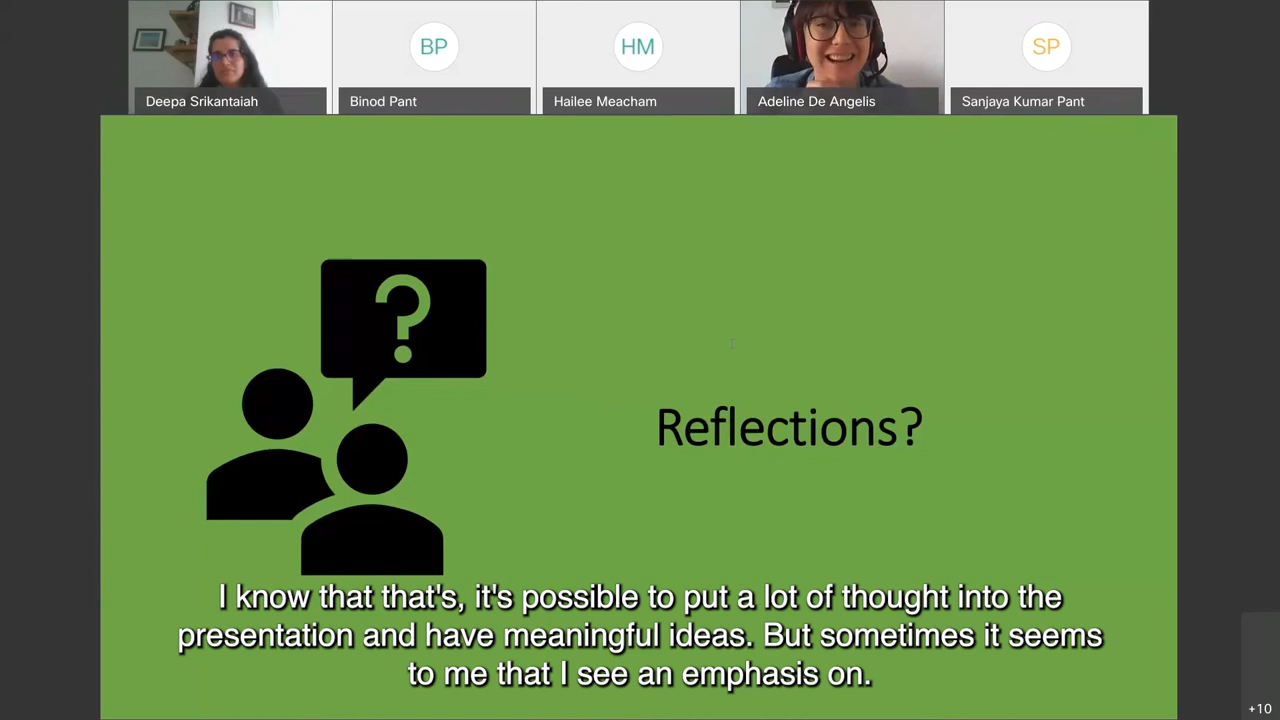 BP
HM
SP
Deepa Srikantaiah
Binod Pant
Hailee Meacham
Adeline De Angelis
Sanjaya Kumar Pant
?
Reflections?
I know that that's, it's possible to put a lot of thought into the
presentation and have meaningful ideas. But sometimes it seems
to me that I see an emphasis on.
+10